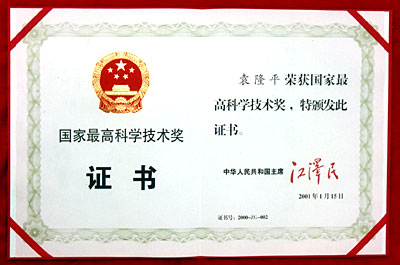 国家最高科学技术奖
证书
袁隆平荣获国家最
高科学技术奖，特颁发此
证书。
中华人民共和国主席 江泽民
2001年1月15日
证书号：2000-ZG-002